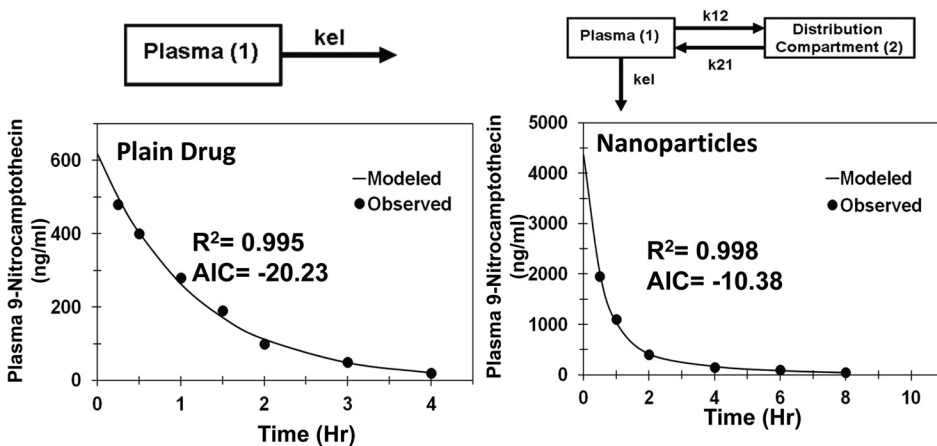 Plasma (1)
kel
Plasma 9-Nitrocamptothecin
(ng/ml)
600
400
200
0
Plain Drug
Modeled
Observed
R²= 0.995
AIC= -20.23
0 1 2 3 4
Time (Hr)
Plasma (1)
k12
k21
Distribution
Compartment (2)
kel
Plasma 9-Nitrocamptothecin
(ng/ml)
5000
4000
3000
2000
1000
0
Nanoparticles
Modeled
Observed
R²= 0.998
AIC= -10.38
0 2 4 6 8 10
Time (Hr)